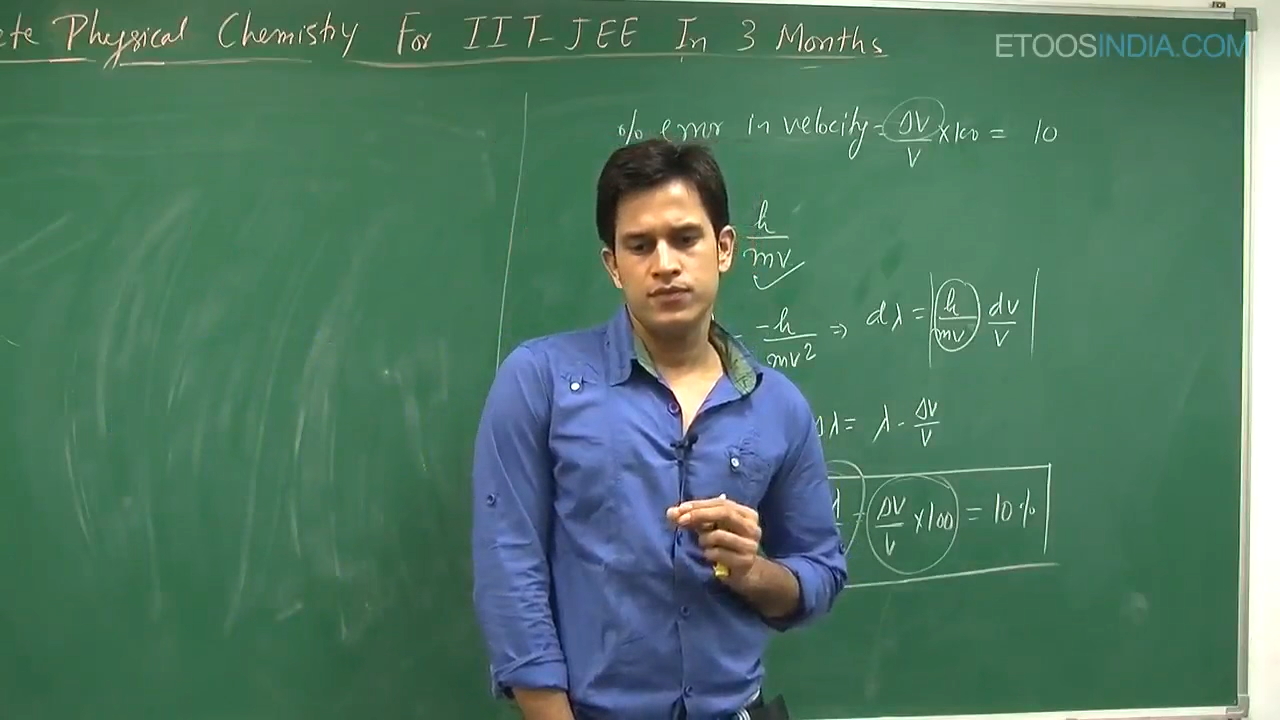 ete Physical Chemistry For IIT-JEE In 3 Months
ETOOSINDIA.COM
% error in velocity = Δv/v × 100 = 10
h/mv
-h/mv² ⇒ dλ = |h/mv dv/v|
Δλ = λ - Δv/v
= Δv/v × 100 = 10%